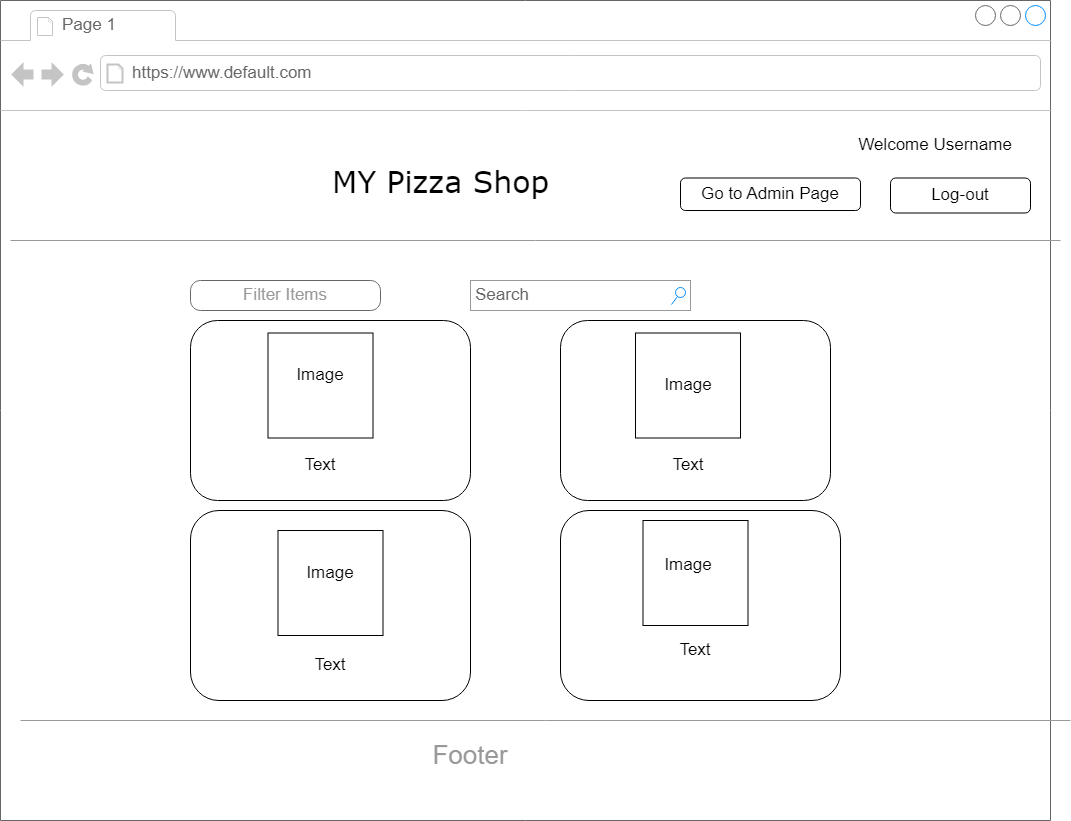 Page 1
https://www.default.com
Welcome Username
MY Pizza Shop
Go to Admin Page
Log-out
Filter Items
Search
Image
Image
Text
Text
Image
Image
Text
Text
Footer